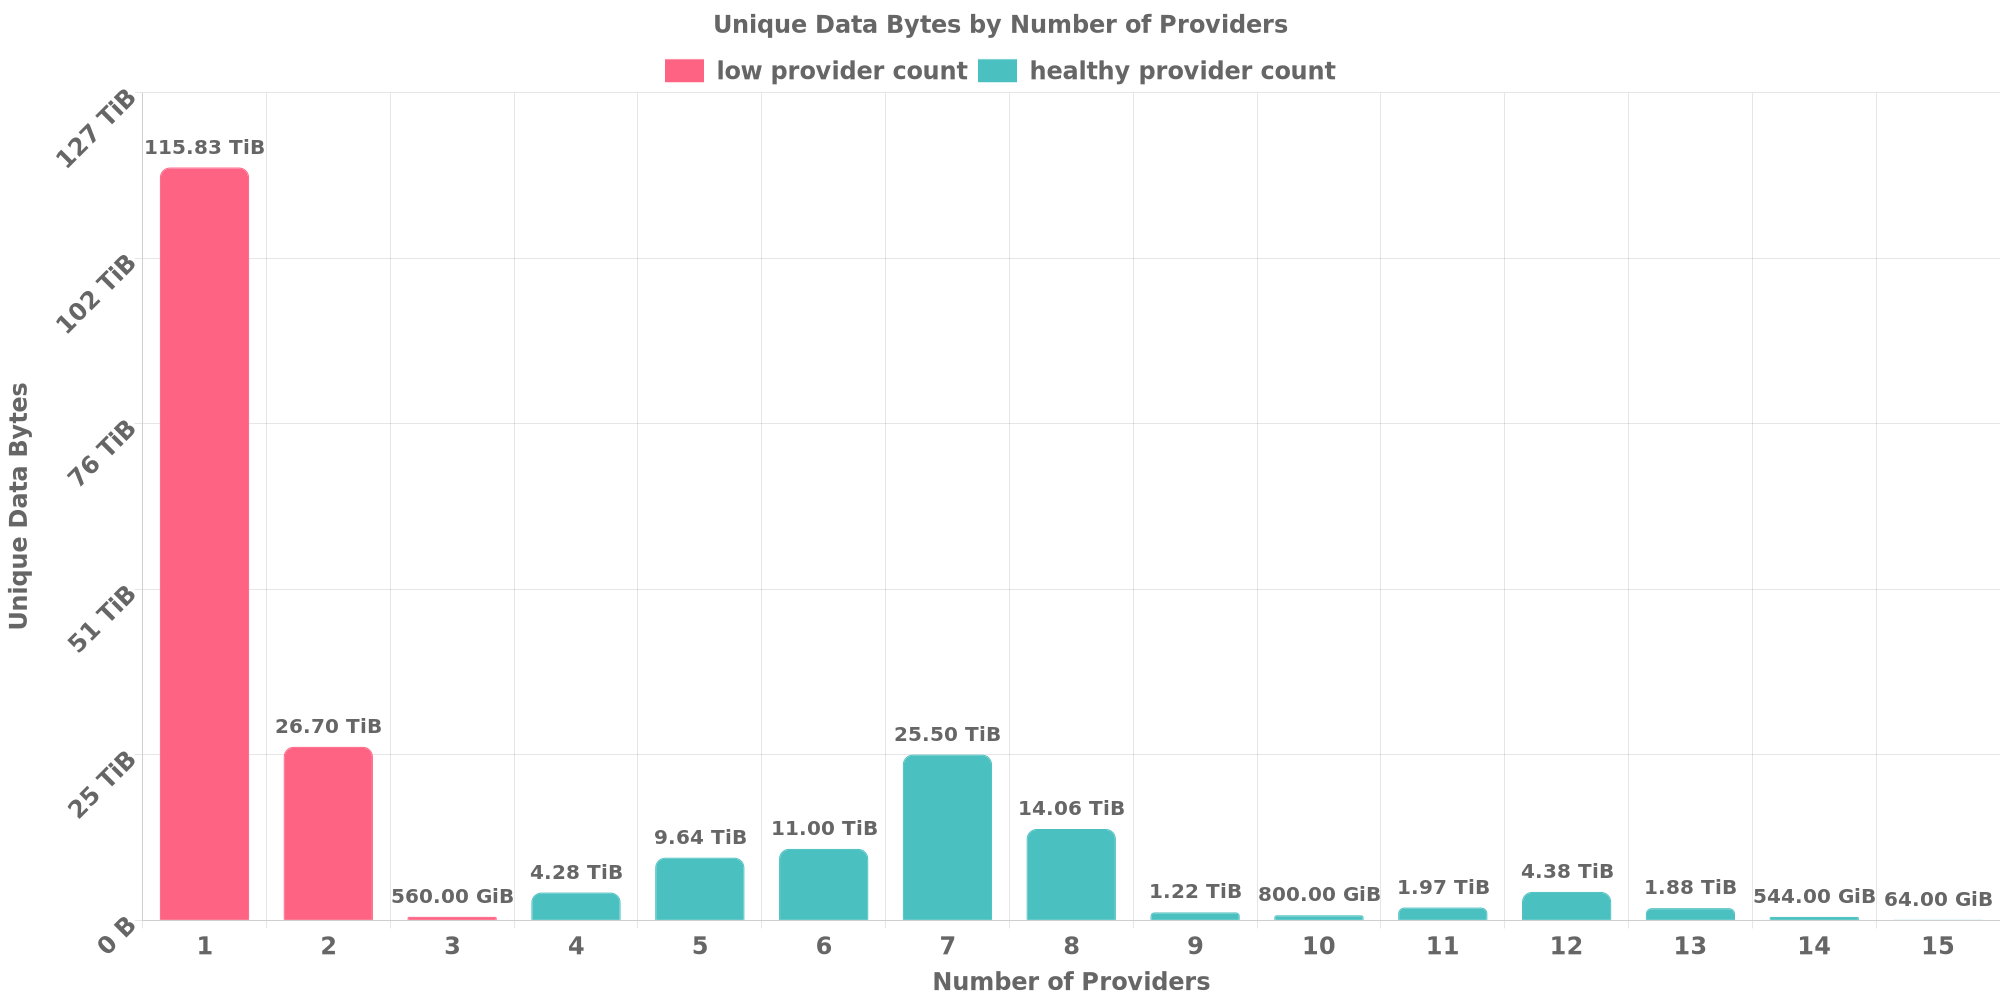 Unique Data Bytes by Number of Providers
low provider count healthy provider count
127 TiB
102 TiB
76 TiB
51 TiB
25 TiB
0 B
Unique Data Bytes
115.83 TiB
26.70 TiB
560.00 GiB
4.28 TiB
9.64 TiB
11.00 TiB
25.50 TiB
14.06 TiB
1.22 TiB
800.00 GiB
1.97 TiB
4.38 TiB
1.88 TiB
544.00 GiB
64.00 GiB
1 2 3 4 5 6 7 8 9 10 11 12 13 14 15
Number of Providers